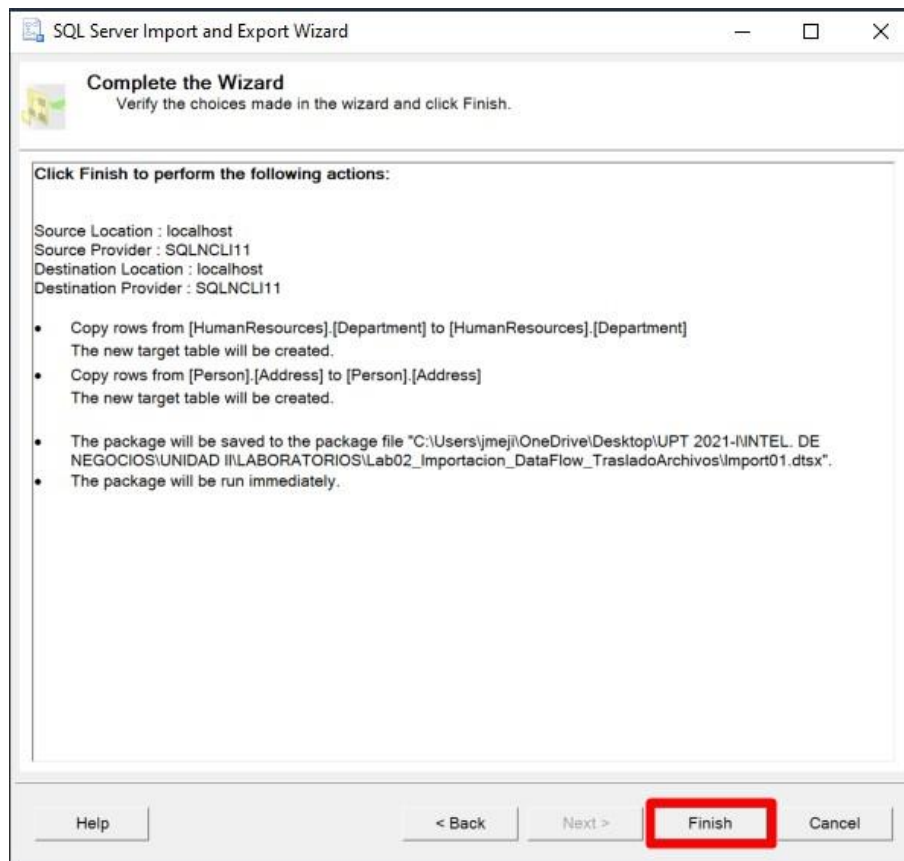 SQL Server Import and Export Wizard
Complete the Wizard
Verify the choices made in the wizard and click Finish.
Click Finish to perform the following actions:
Source Location : localhost
Source Provider : SQLNCLI11
Destination Location : localhost
Destination Provider : SQLNCLI11
• Copy rows from [HumanResources].[Department] to [HumanResources].[Department]
The new target table will be created.
• Copy rows from [Person].[Address] to [Person].[Address]
The new target table will be created.
• The package will be saved to the package file "C:\Users\jmeji\OneDrive\Desktop\UPT 2021-I\INTEL. DE
NEGOCIOS\UNIDAD II\LABORATORIOS\Lab02_Importacion_DataFlow_TrasladoArchivos\Import01.dtsx".
• The package will be run immediately.
Help < Back Next > Finish Cancel